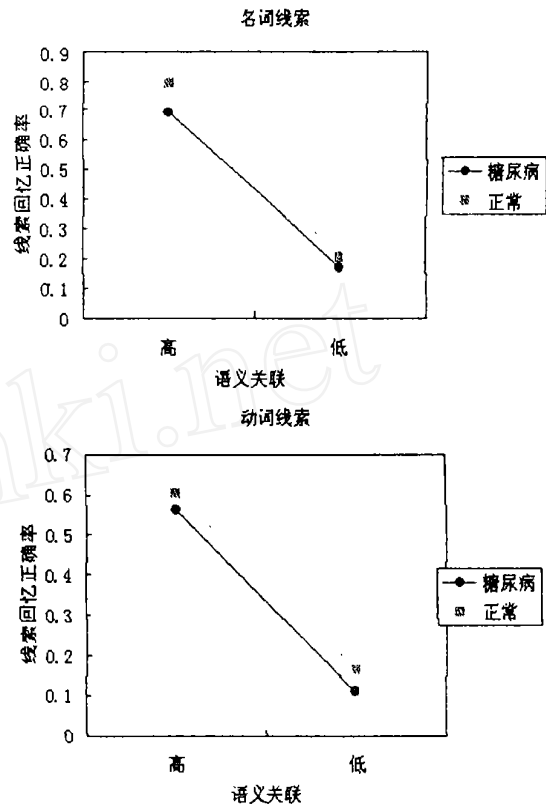 名词线索
0.9
0.8
0.7
0.6
0.5
0.4
0.3
0.2
0.1
0
线索回忆正确率
糖尿病
正常
高 低
语义关联
动词线索
0.7
0.6
0.5
0.4
0.3
0.2
0.1
0
线索回忆正确率
糖尿病
正常
高 低
语义关联
nki.net